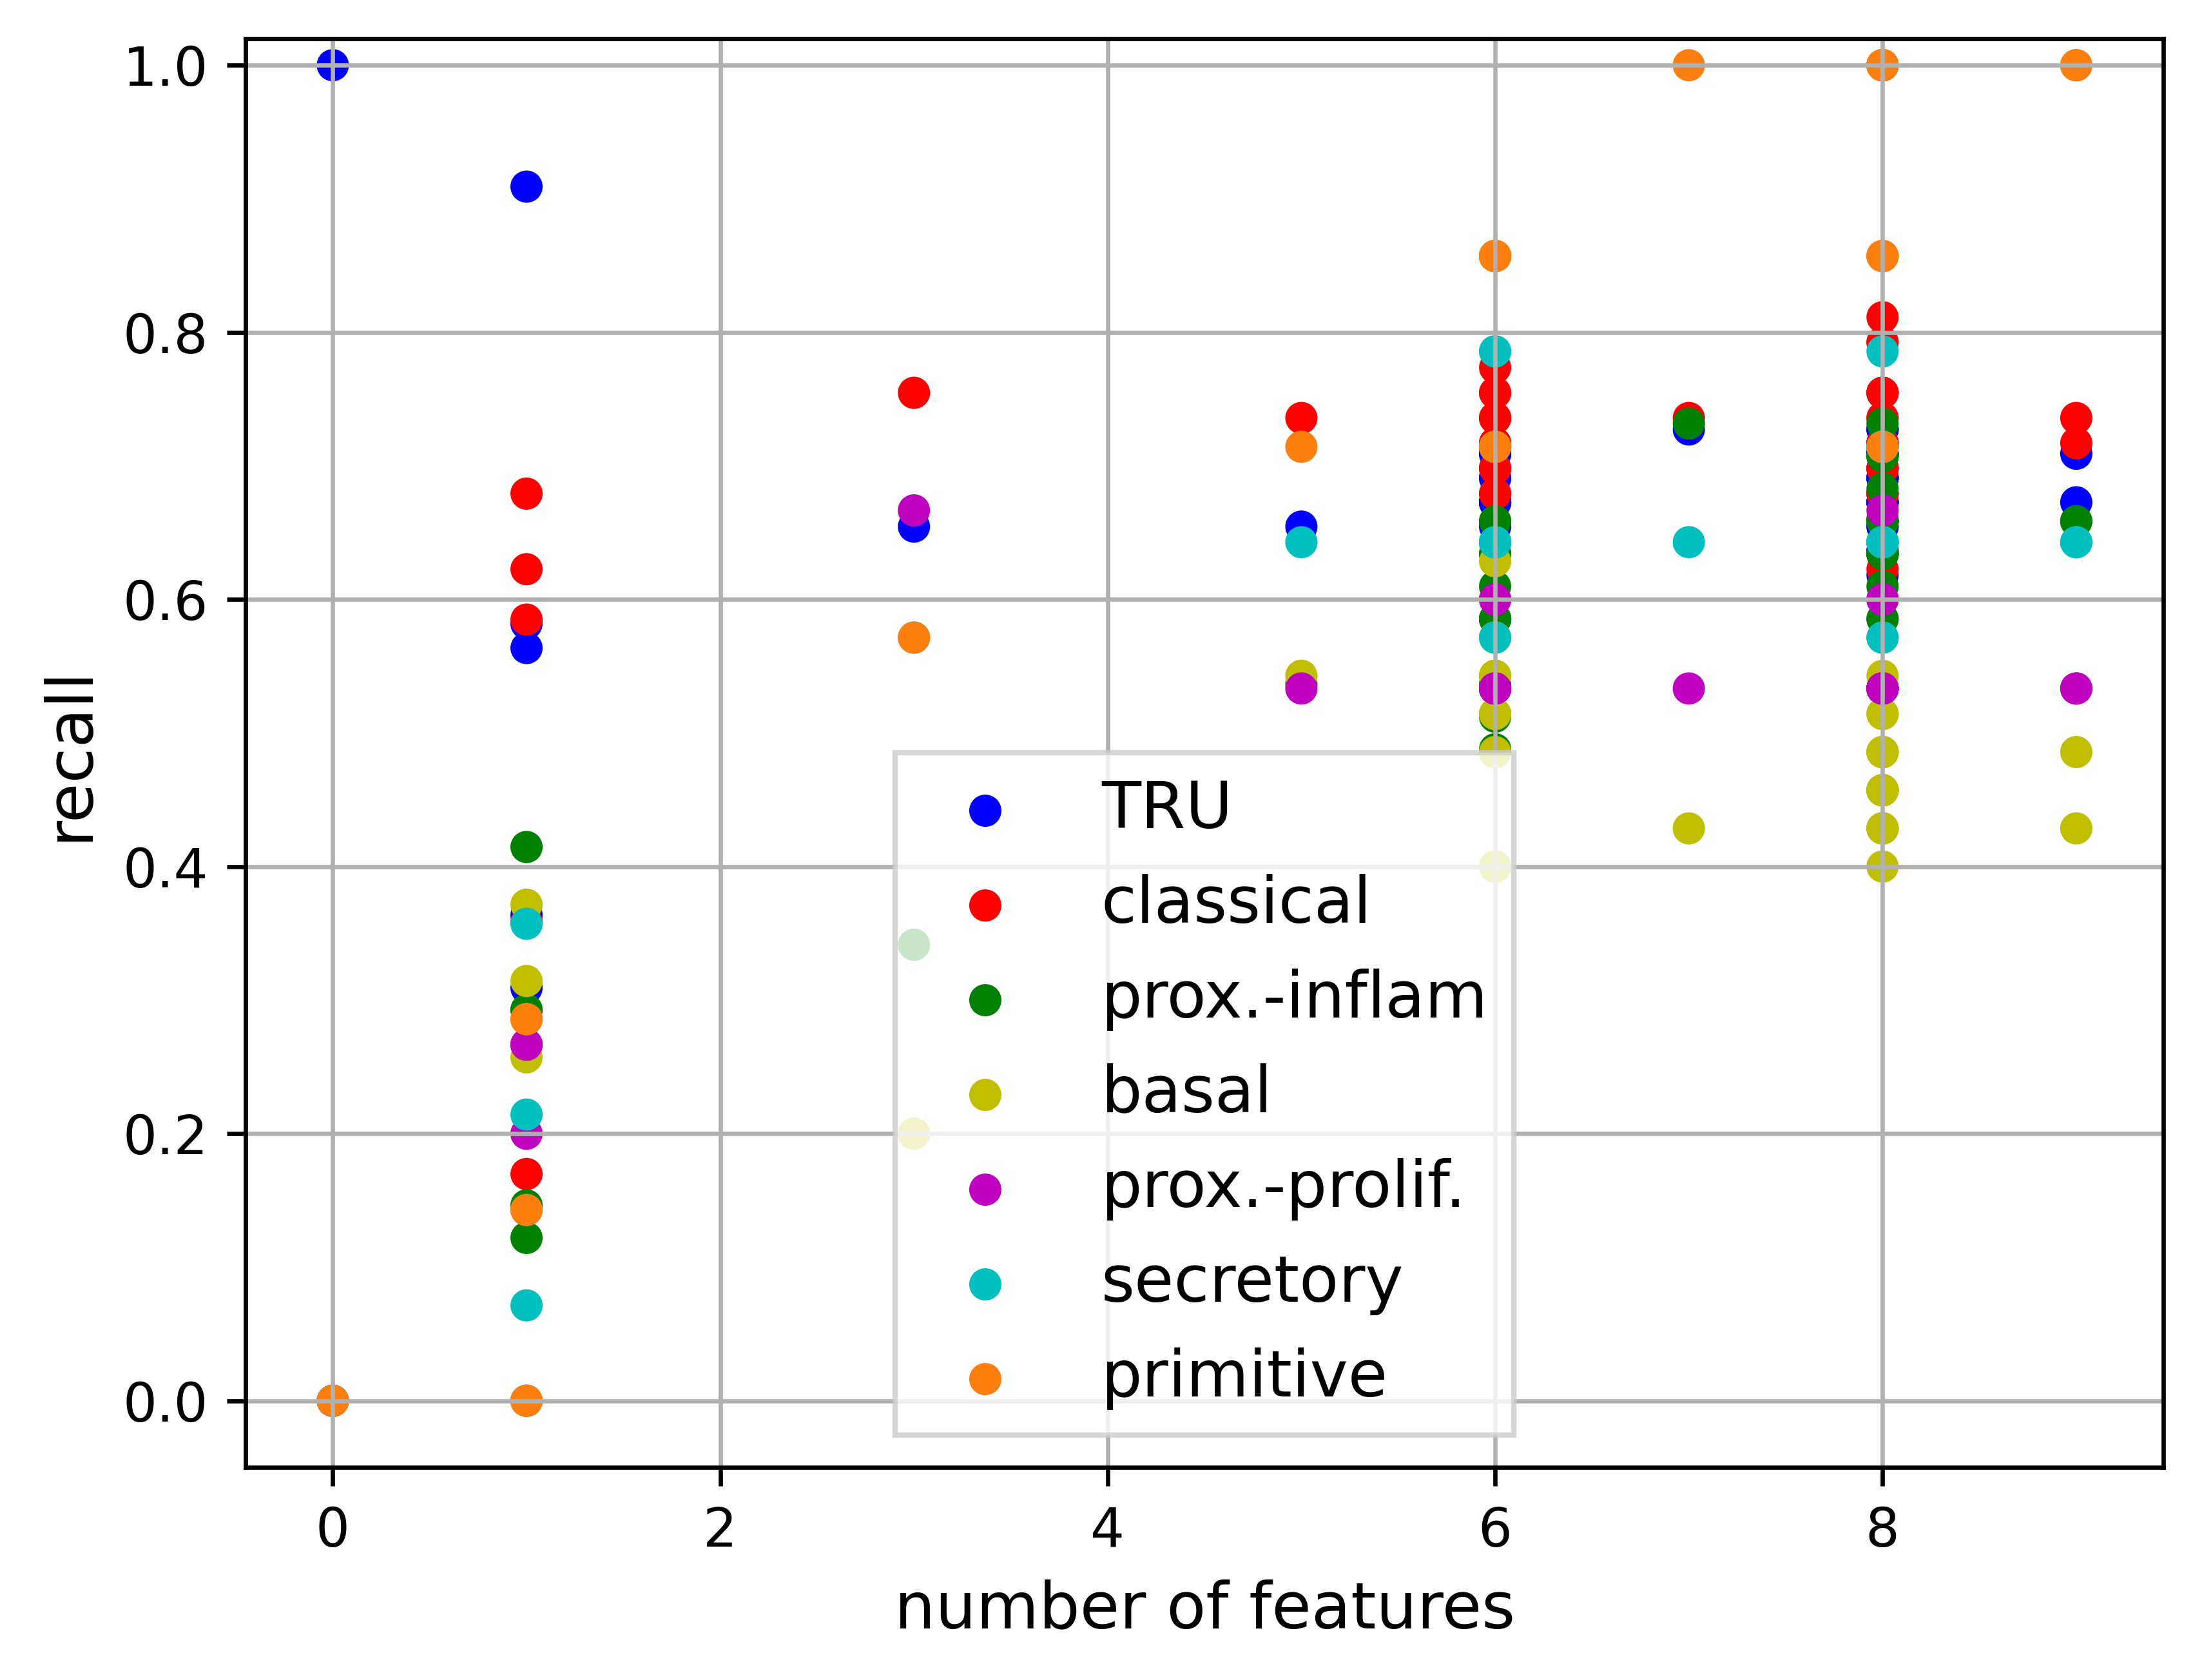 1.0
0.8
0.6
0.4
0.2
0.0
recall
TRU
classical
prox.-inflam
basal
prox.-prolif.
secretory
primitive
0 2 4 6 8
number of features